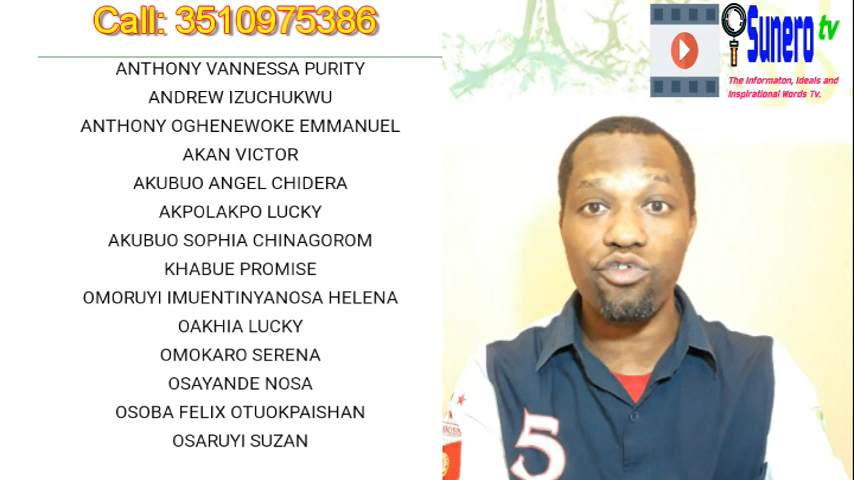 Call: 3510975386
ANTHONY VANNESSA PURITY
ANDREW IZUCHUKWU
ANTHONY OGHENEWOKE EMMANUEL
AKAN VICTOR
AKUBUO ANGEL CHIDERA
AKPOLAKPO LUCKY
AKUBUO SOPHIA CHINAGOROM
KHABUE PROMISE
OMORUYI IMUENTINYANOSA HELENA
OAKHIA LUCKY
OMOKARO SERENA
OSAYANDE NOSA
OSOBA FELIX OTUOKPAISHAN
OSARUYI SUZAN
Sunero tv
The Informaton, Ideals and
Inspirational Words Tv.
5